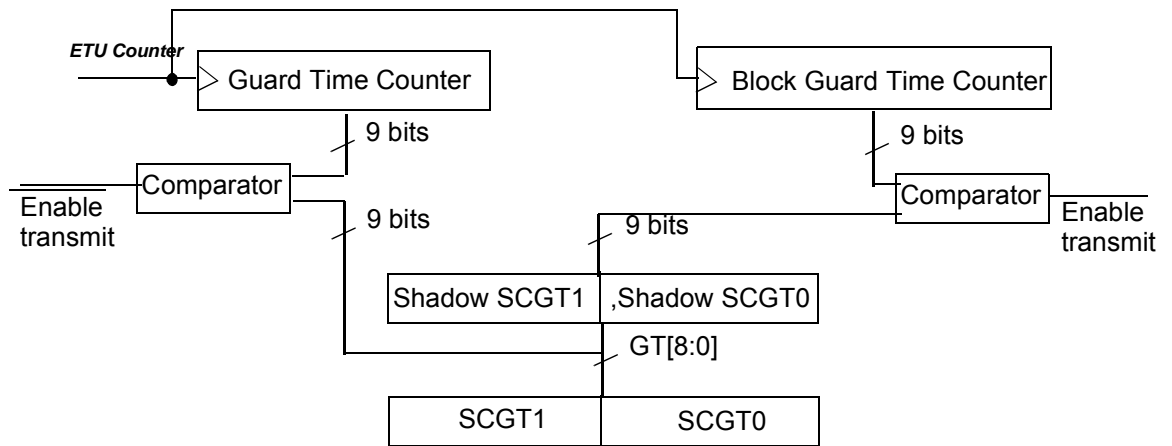 ETU Counter
Guard Time Counter
Block Guard Time Counter
9 bits
9 bits
Comparator
Comparator
Enable
transmit
Enable
transmit
9 bits
9 bits
Shadow SCGT1
,Shadow SCGT0
GT[8:0]
SCGT1
SCGT0